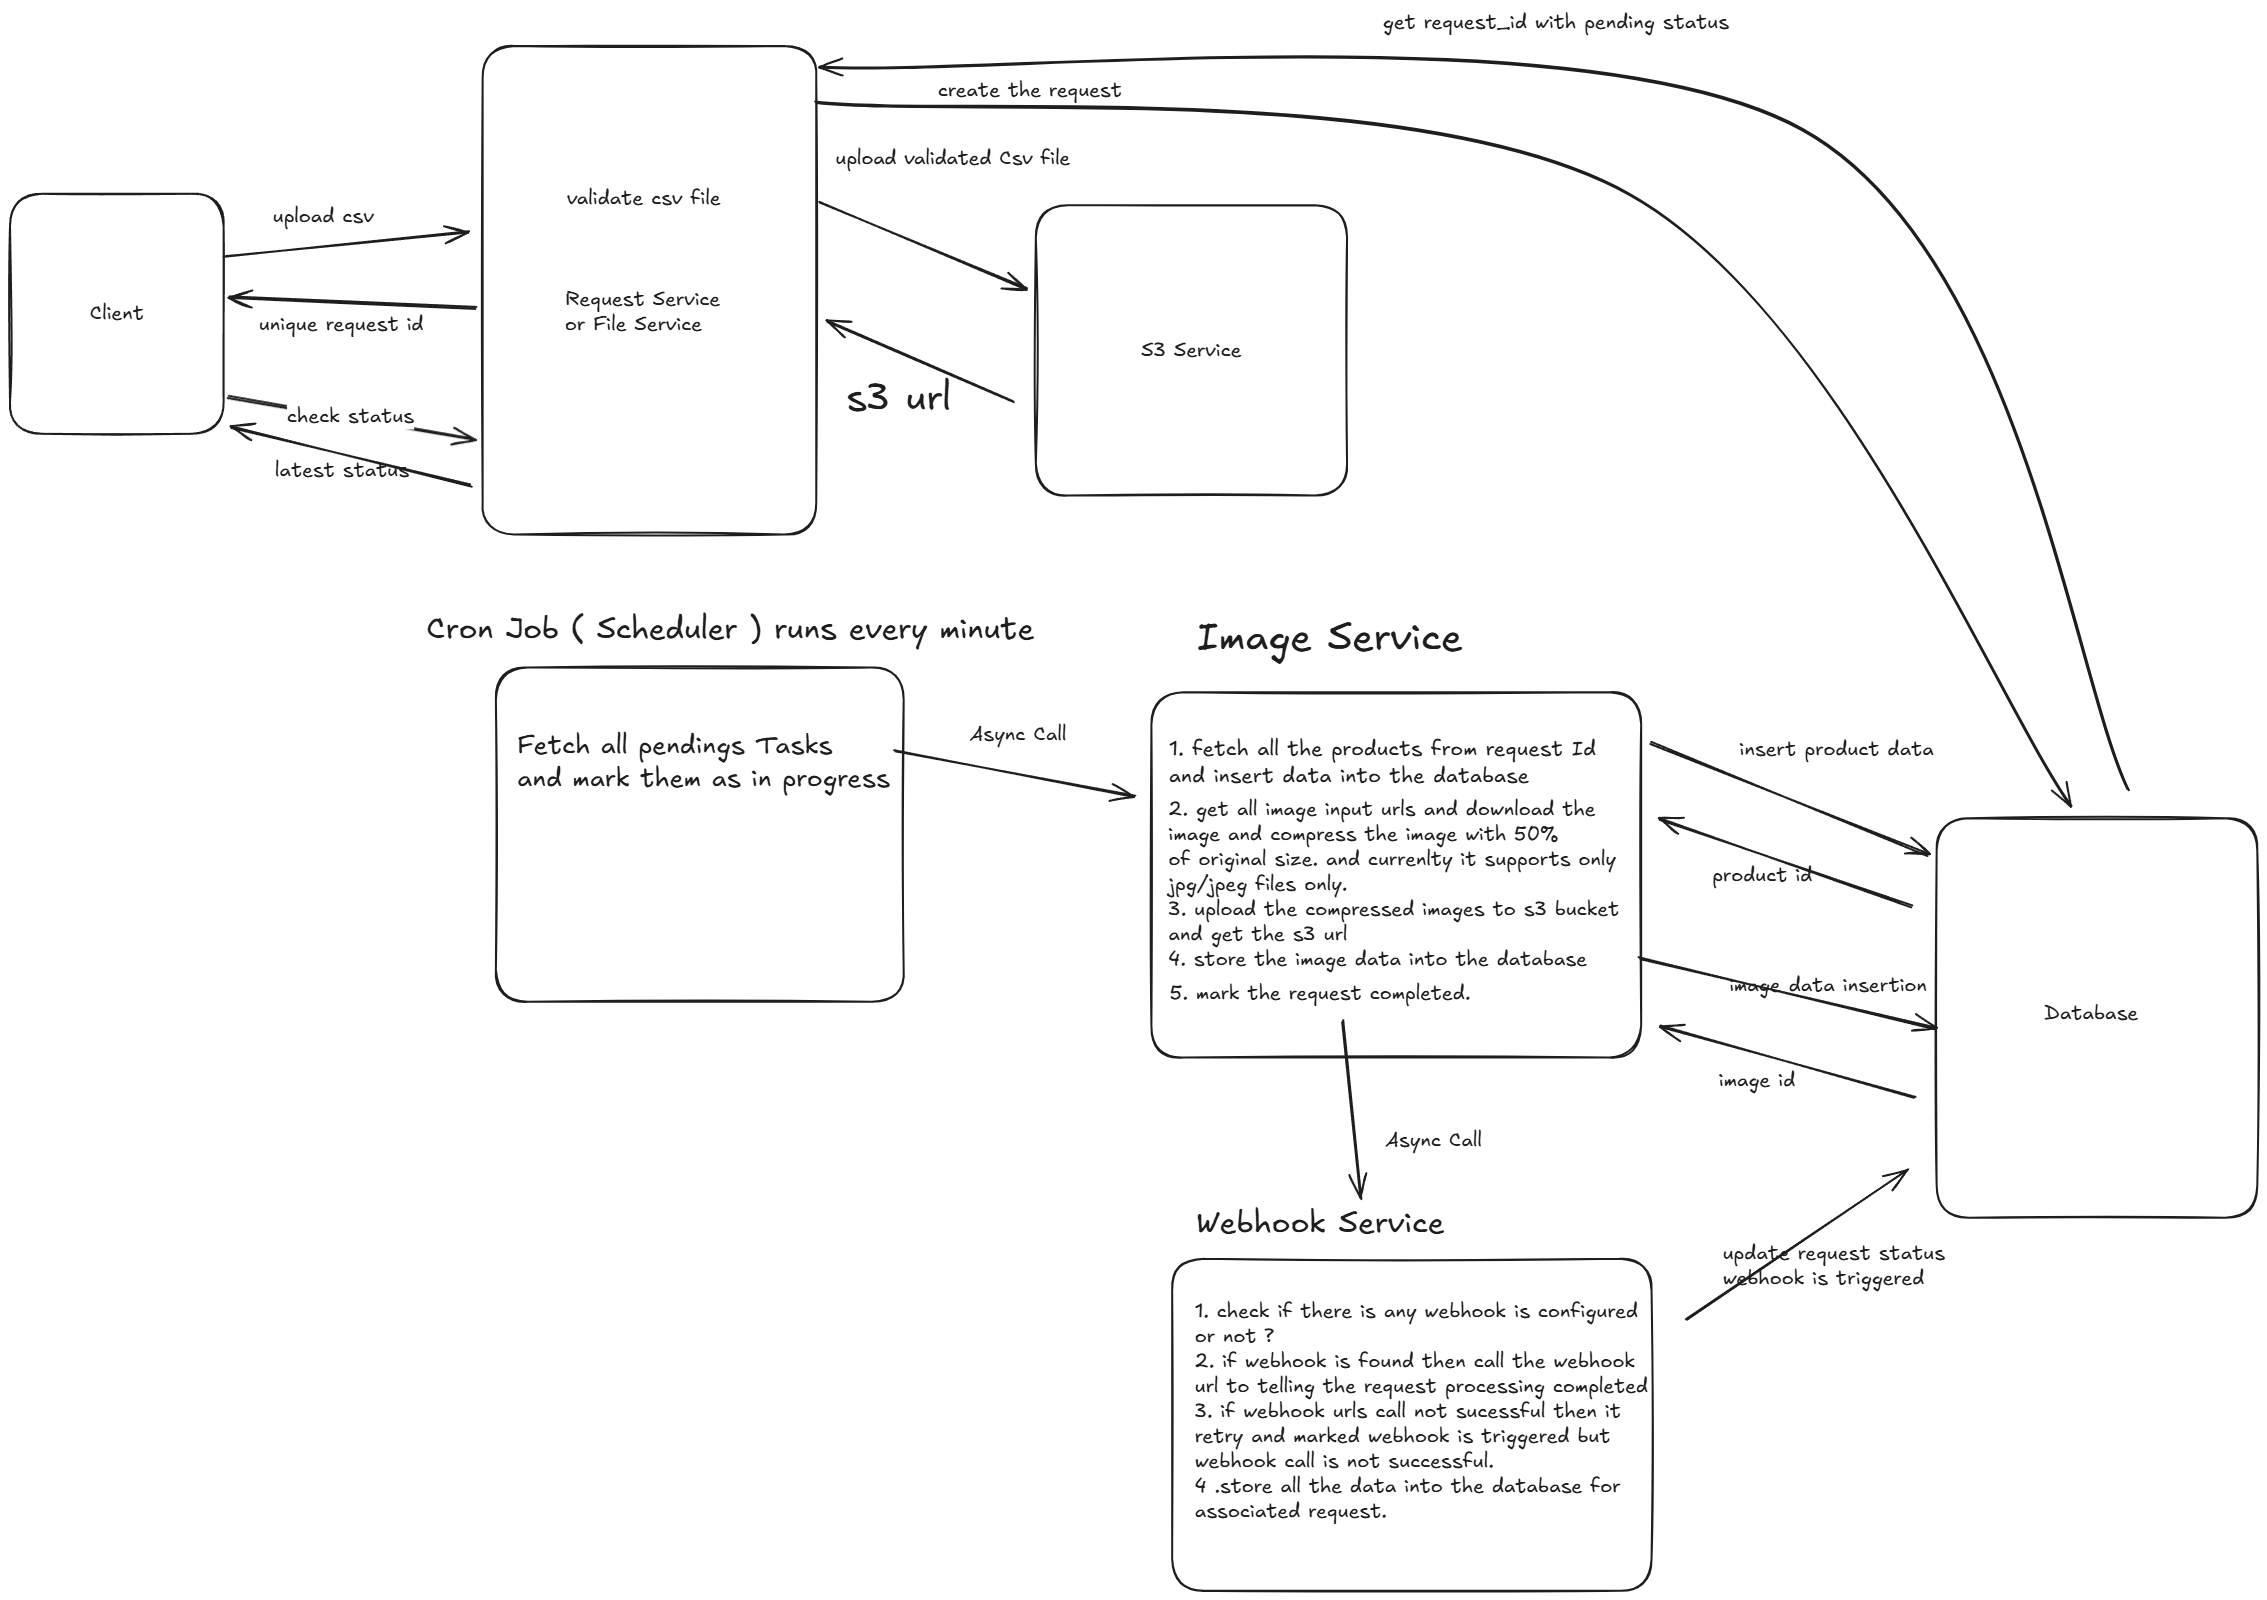 get request_id with pending status
create the request
upload validated Csv file
validate csv file
upload csv
Request Service
or File Service
Client
unique request id
S3 Service
s3 url
check status
latest status
Cron Job ( Scheduler ) runs every minute
Image Service
Fetch all pendings Tasks
and mark them as in progress
Async Call
1. fetch all the products from request Id
and insert data into the database
2. get all image input urls and download the
image and compress the image with 50%
of original size. and currenlty it supports only
jpg/jpeg files only.
3. upload the compressed images to s3 bucket
and get the s3 url
4. store the image data into the database
5. mark the request completed.
insert product data
product id
image data insertion
image id
Database
Async Call
Webhook Service
update request status
webhook is triggered
1. check if there is any webhook is configured
or not ?
2. if webhook is found then call the webhook
url to telling the request processing completed
3. if webhook urls call not sucessful then it
retry and marked webhook is triggered but
webhook call is not successful.
4 .store all the data into the database for
associated request.